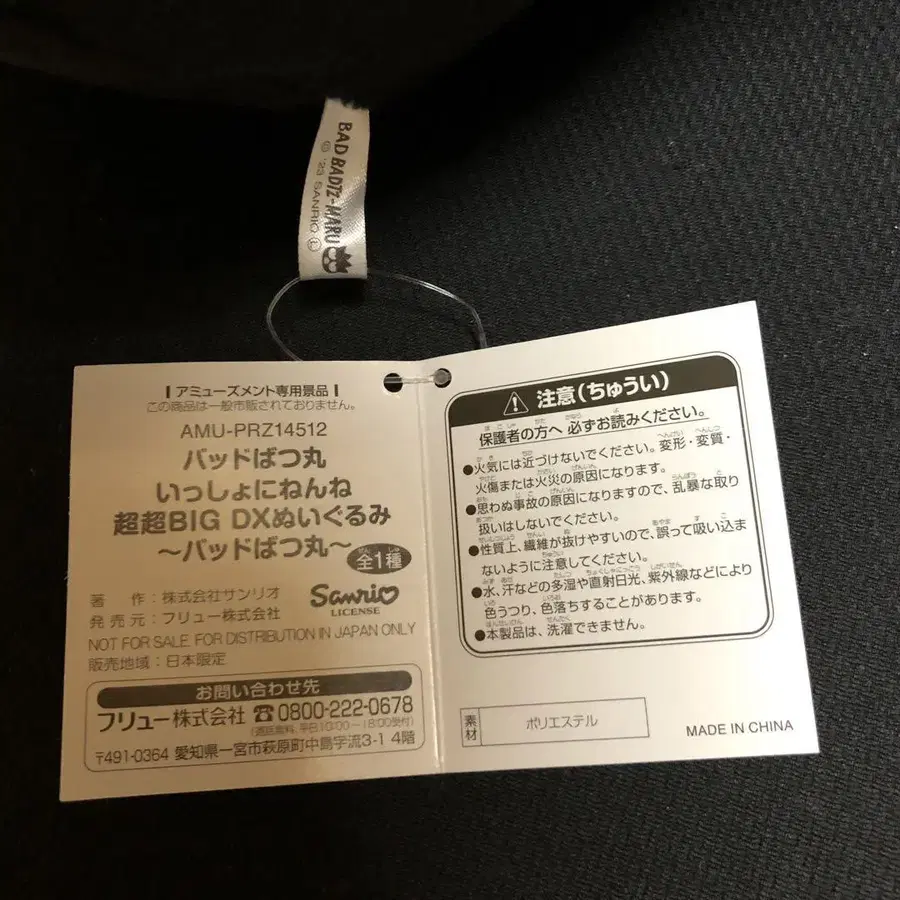 BAD BADTZ-MARU
© '23 SANRIO Ⓛ
アミューズメント専用景品
この商品は一般市販されておりません。
AMU-PRZ14512
バッドばつ丸
いっしょにねんね
超超BIG DXぬいぐるみ
〜バッドばつ丸〜
全1種
著 作：株式会社サンリオ
発 売 元：フリュー株式会社
Sanrio
LICENSE
NOT FOR SALE. FOR DISTRIBUTION IN JAPAN ONLY
販売地域：日本限定
お問い合わせ先
フリュー株式会社 ☎0800-222-0678
(通話無料、平日10:00〜18:00受付)
〒491-0364 愛知県一宮市萩原町中島字流3-1 4階
⚠ 注意（ちゅうい）
保護者の方へ 必ずお読みください。
●火気には近づけないでください。変形・変質・
火傷または火災の原因になります。
●思わぬ事故の原因になりますので、乱暴な取り
扱いはしないでください。
●性質上、繊維が抜けやすいので、誤って吸い込ま
ないように注意してください。
●水、汗などの多湿や直射日光、紫外線などにより
色うつり、色落ちすることがあります。
●本製品は、洗濯できません。
素材 ポリエステル
MADE IN CHINA